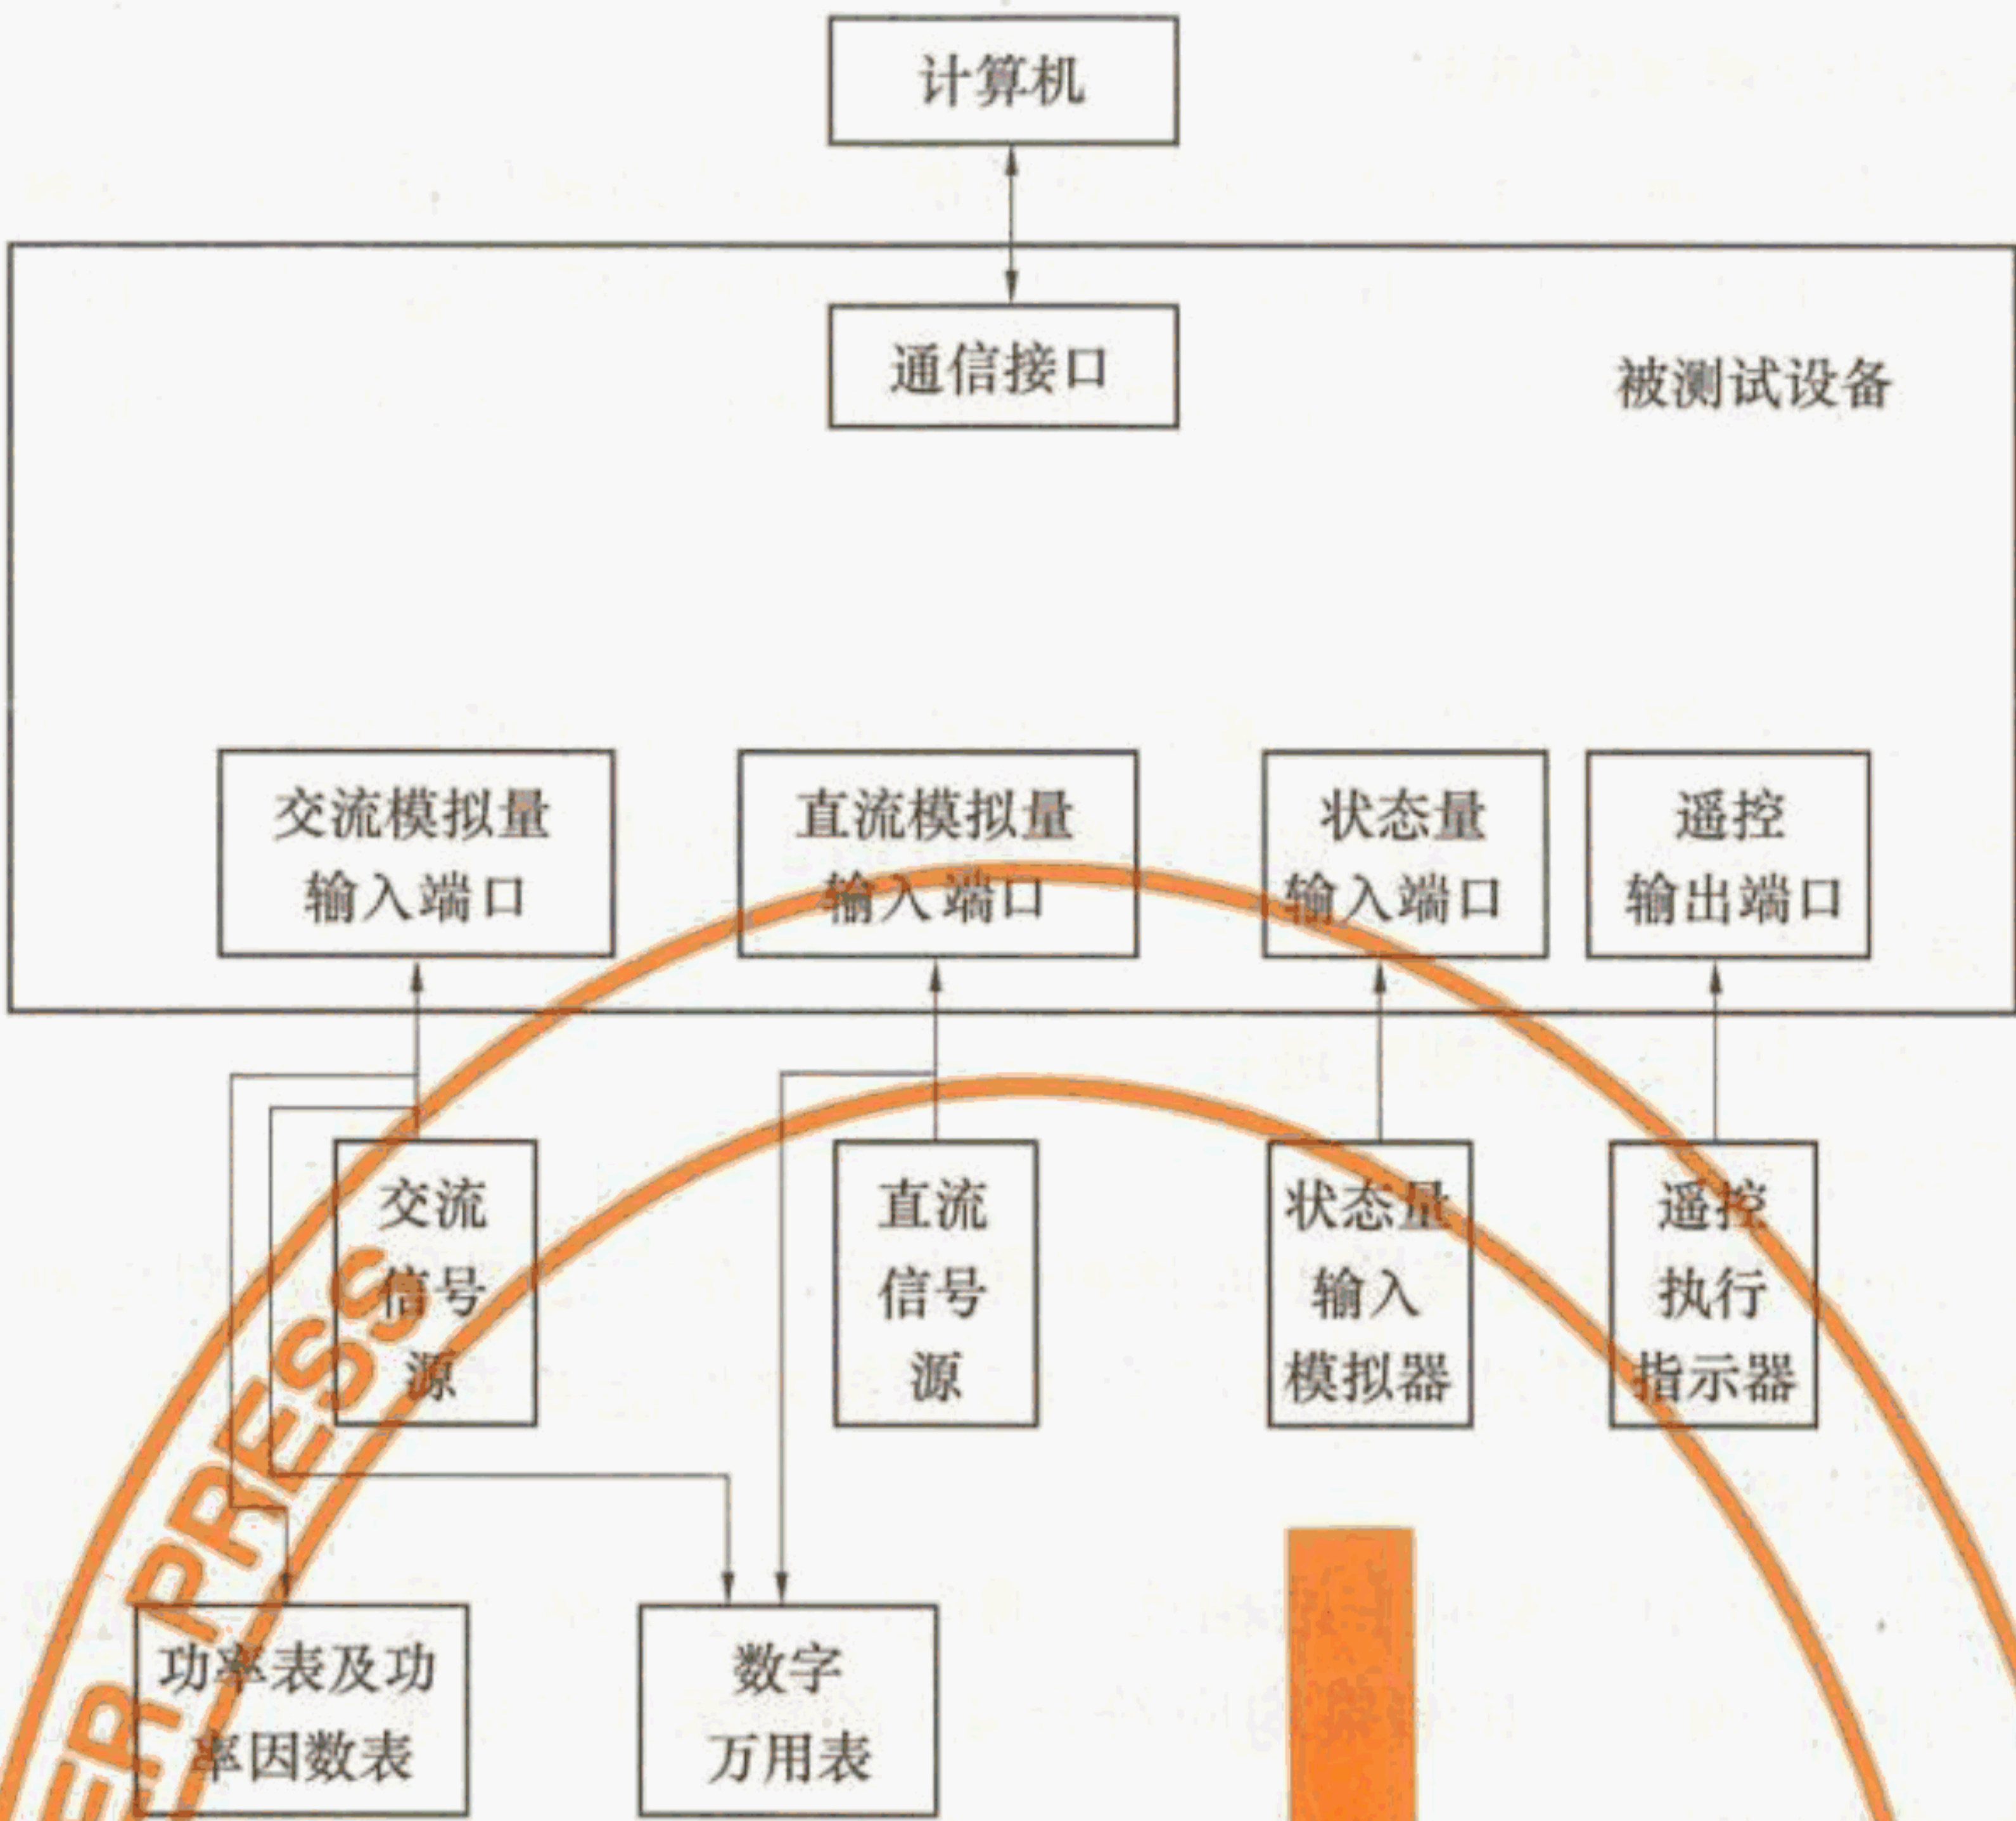 计算机
通信接口
被测试设备
交流模拟量
输入端口
直流模拟量
输入端口
状态量
输入端口
遥控
输出端口
交流
信号
源
直流
信号
源
状态量
输入
模拟器
遥控
执行
指示器
功率表及功
率因数表
数字
万用表
ER PRESS